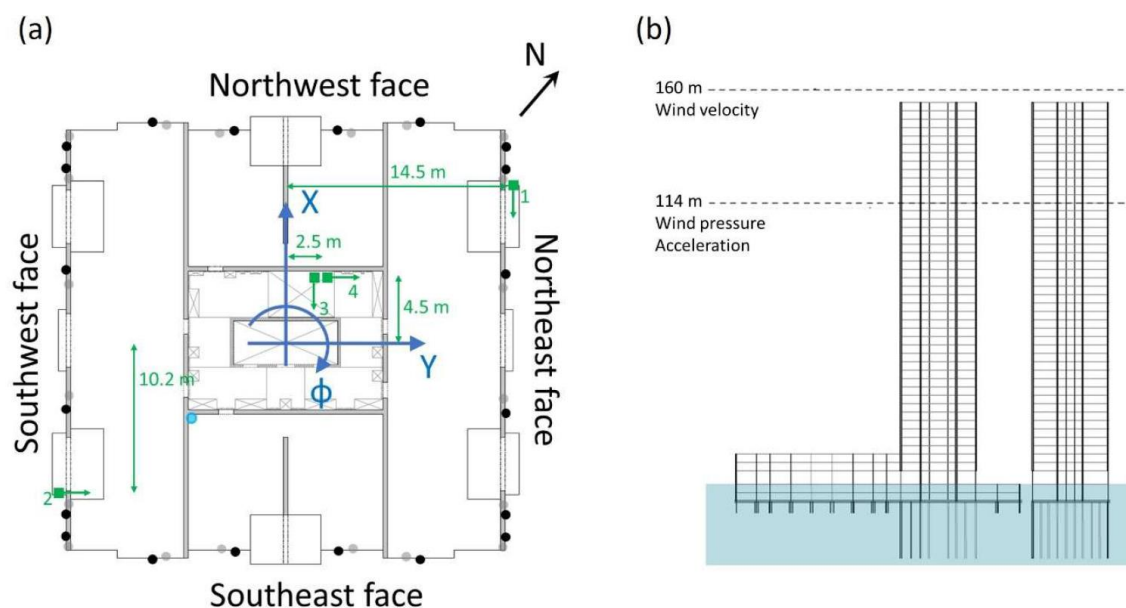 (a)
(b)
N
Northwest face
160 m
Wind velocity
14.5 m
1
X
114 m
Wind pressure
Acceleration
2.5 m
4
3
4.5 m
Southwest face
Northeast face
Y
ϕ
10.2 m
2
Southeast face